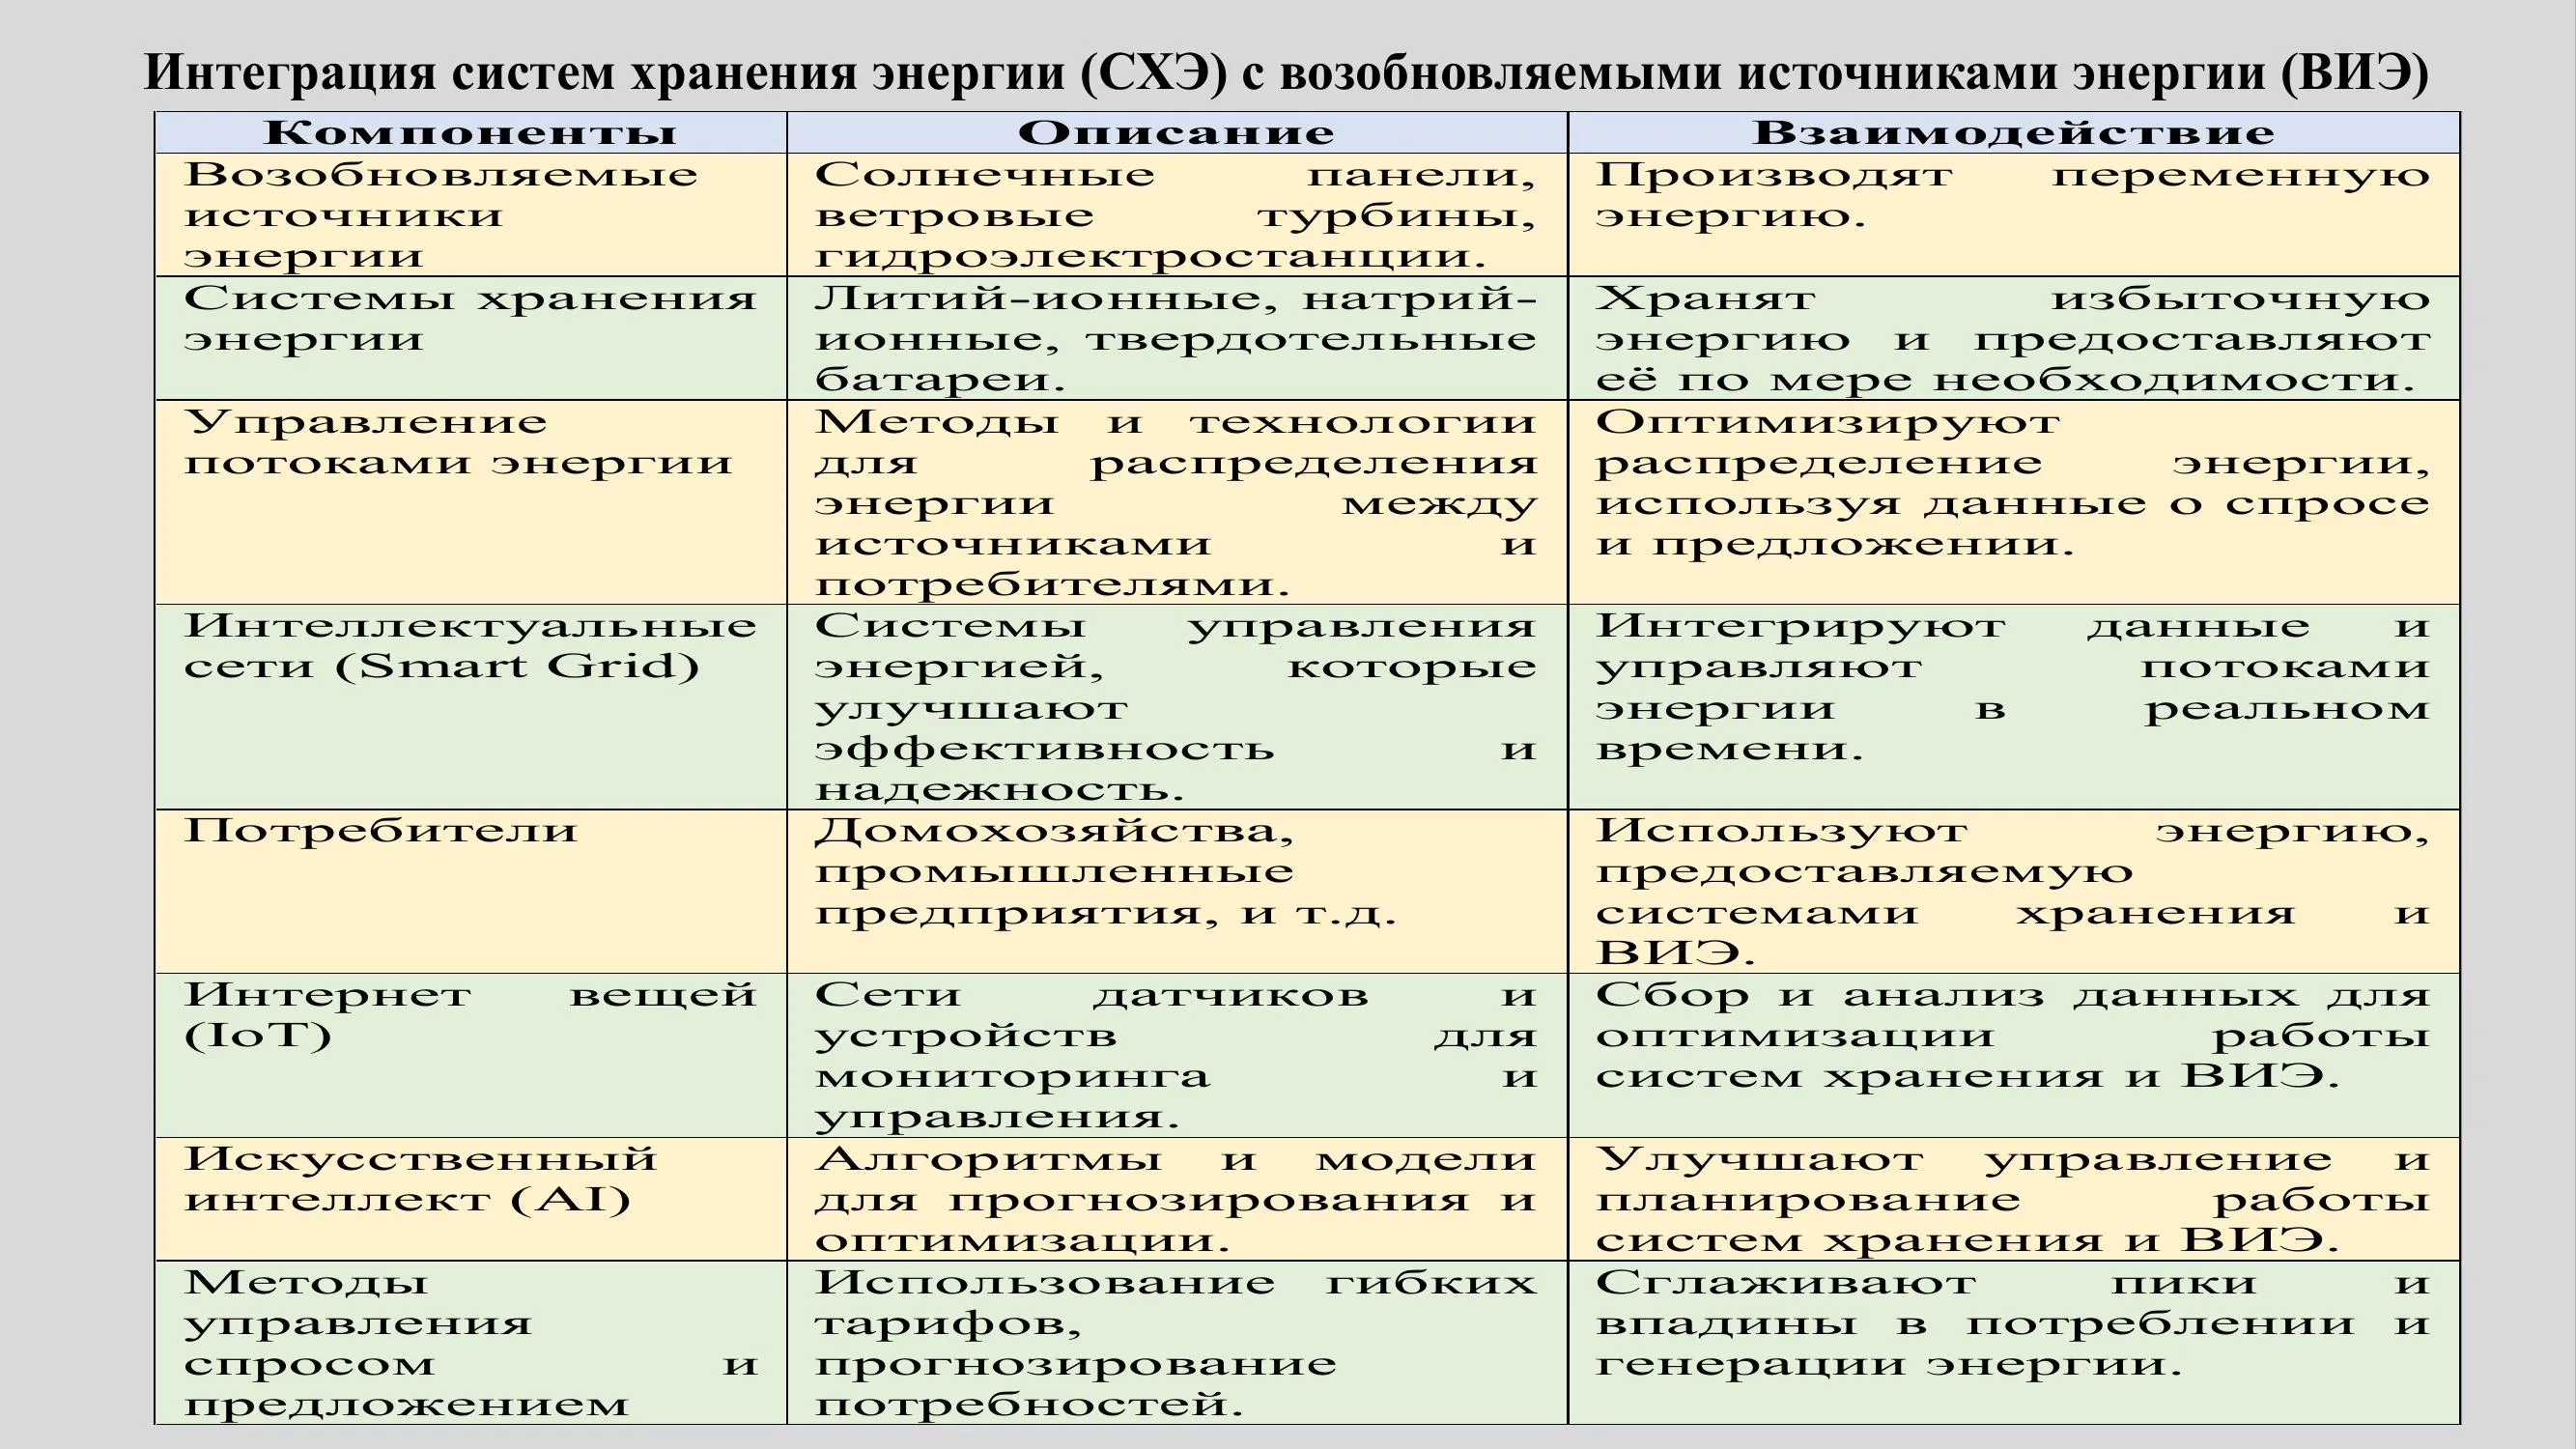 Интеграция систем хранения энергии (СХЭ) с возобновляемыми источниками энергии (ВИЭ)
Компоненты
Описание
Взаимодействие
Возобновляемые
источники
энергии
Солнечные панели,
ветровые турбины,
гидроэлектростанции.
Производят переменную
энергию.
Системы хранения
энергии
Литий-ионные, натрий-
ионные, твердотельные
батареи.
Хранят избыточную
энергию и предоставляют
её по мере необходимости.
Управление
потоками энергии
Методы и технологии
для распределения
энергии между
источниками и
потребителями.
Оптимизируют
распределение энергии,
используя данные о спросе
и предложении.
Интеллектуальные
сети (Smart Grid)
Системы управления
энергией, которые
улучшают
эффективность и
надежность.
Интегрируют данные и
управляют потоками
энергии в реальном
времени.
Потребители
Домохозяйства,
промышленные
предприятия, и т.д.
Используют энергию,
предоставляемую
системами хранения и
ВИЭ.
Интернет вещей
(IoT)
Сети датчиков и
устройств для
мониторинга и
управления.
Сбор и анализ данных для
оптимизации работы
систем хранения и ВИЭ.
Искусственный
интеллект (AI)
Алгоритмы и модели
для прогнозирования и
оптимизации.
Улучшают управление и
планирование работы
систем хранения и ВИЭ.
Методы
управления
спросом и
предложением
Использование гибких
тарифов,
прогнозирование
потребностей.
Сглаживают пики и
впадины в потреблении и
генерации энергии.